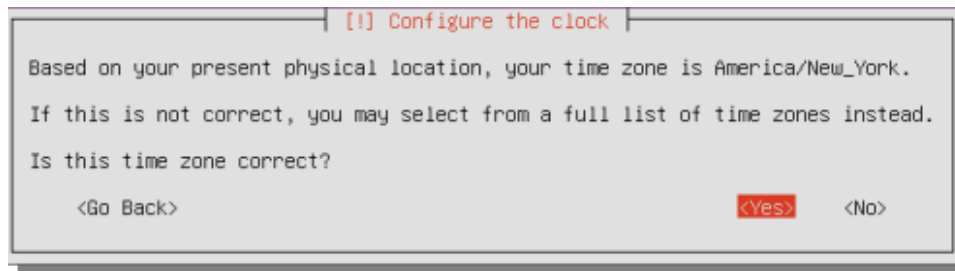 [!] Configure the clock
Based on your present physical location, your time zone is America/New_York.
If this is not correct, you may select from a full list of time zones instead.
Is this time zone correct?
<Go Back> <Yes> <No>